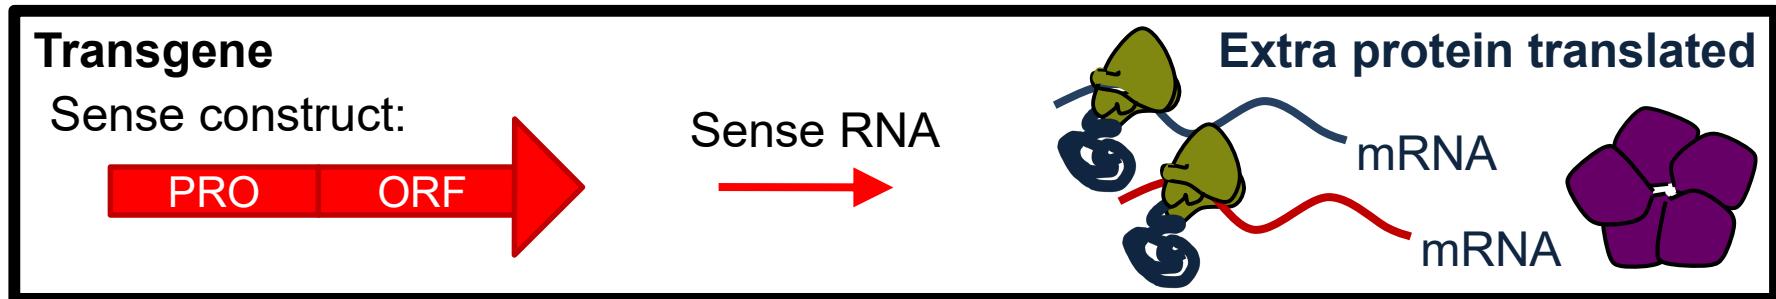 Transgene
Sense construct:
PRO ORF
Sense RNA
Extra protein translated
mRNA
mRNA